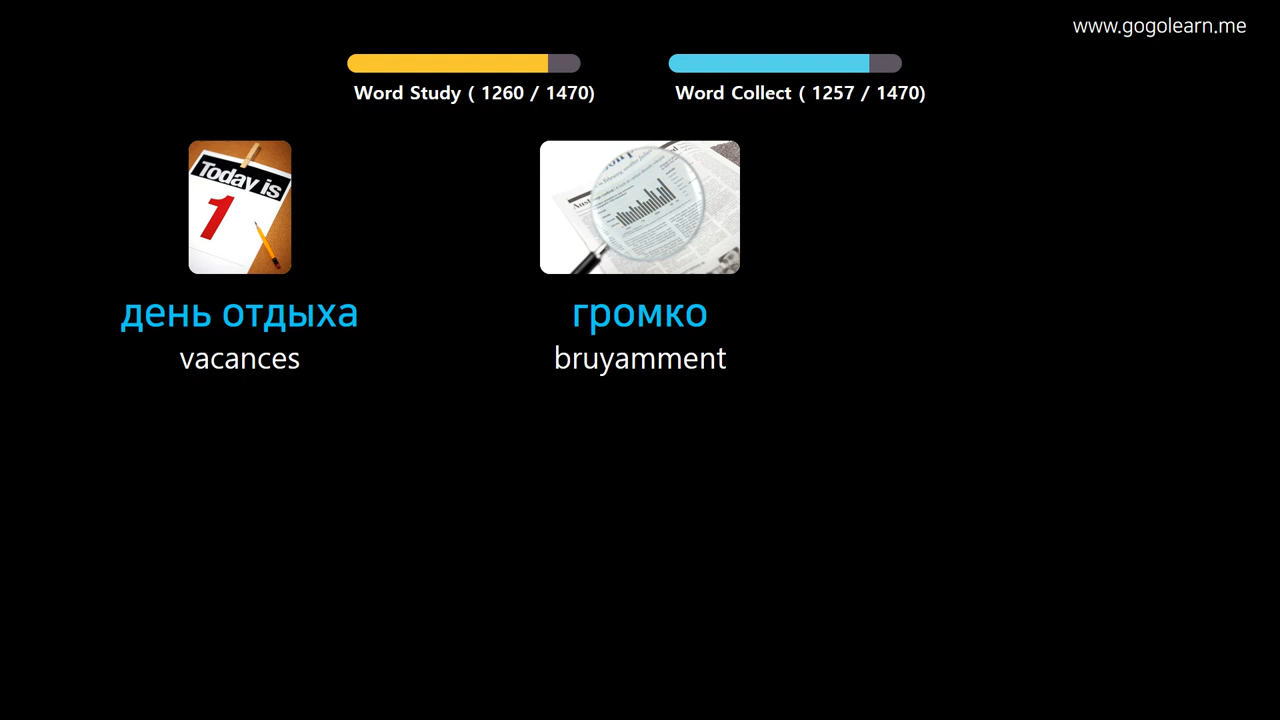 www.gogolearn.me
Word Study ( 1260 / 1470)
Word Collect ( 1257 / 1470)
Today is
1
день отдыха
громко
vacances
bruyamment